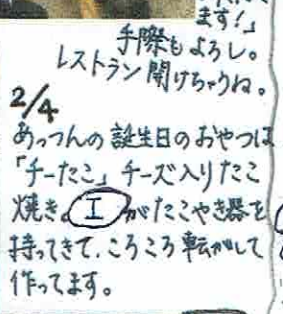 ます!」
手際もよろし。
レストラン開けちゃうね。
2/4
あっつんの誕生日のおやつは
「チーたこ」チーズ入りたこ
焼き。エがたこやき器を
持ってきて、ころころ転がして
作ってます。